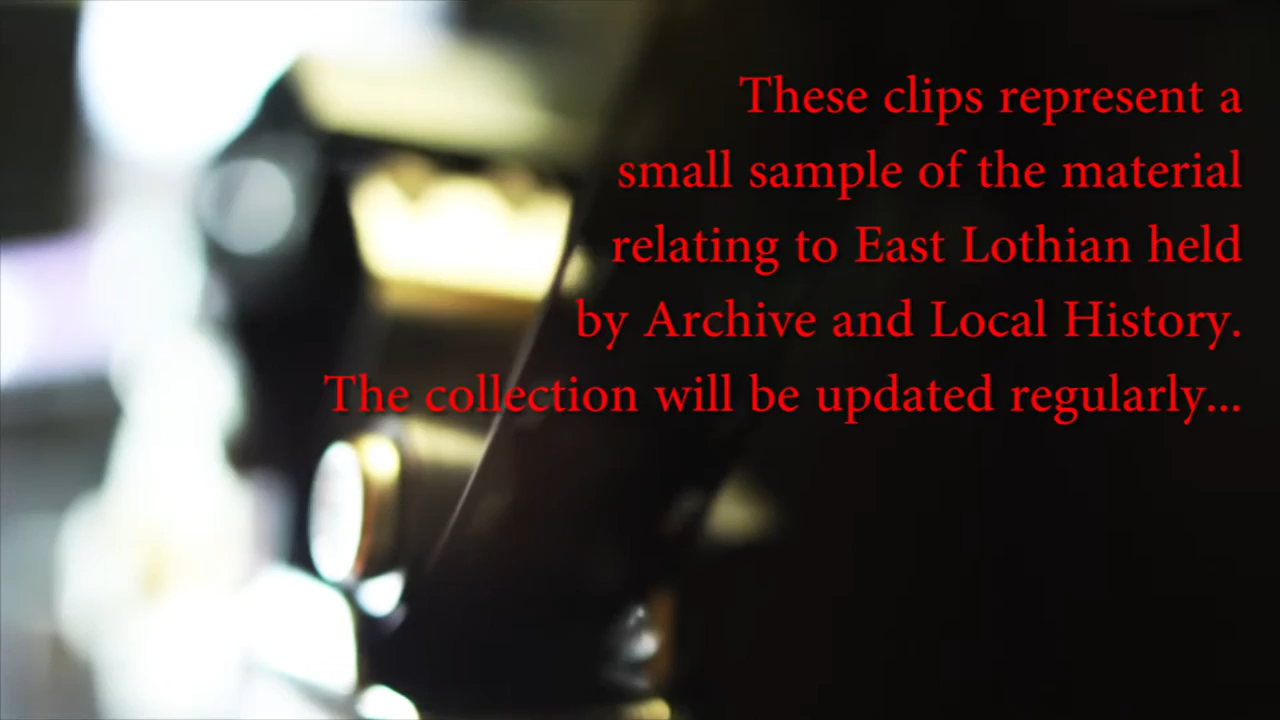 These clips represent a
small sample of the material
relating to East Lothian held
by Archive and Local History.
The collection will be updated regularly...